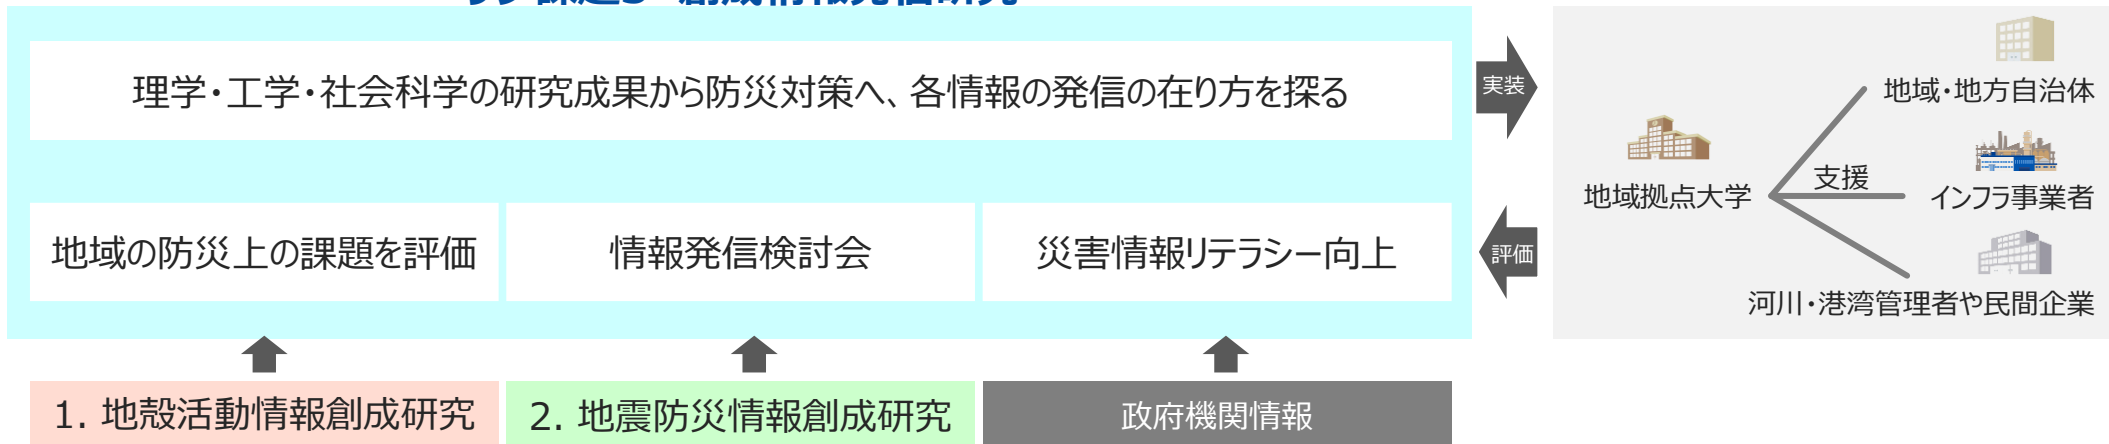 理学・工学・社会科学の研究成果から防災対策へ、各情報の発信の在り方を探る
地域の防災上の課題を評価
情報発信検討会
災害情報リテラシー向上
1. 地殻活動情報創成研究
2. 地震防災情報創成研究
政府機関情報
実装
評価
地域拠点大学
支援
地域・地方自治体
インフラ事業者
河川・港湾管理者や民間企業